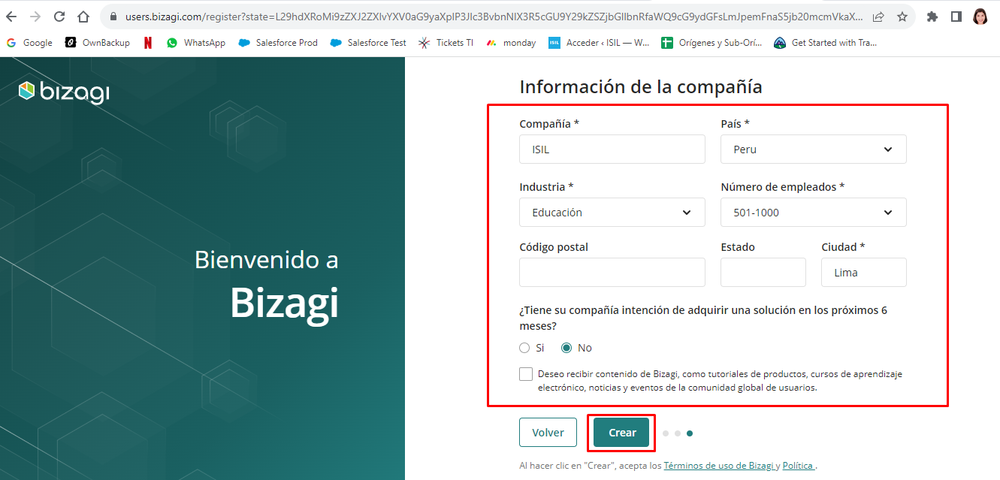 users.bizagi.com/register?state=L29hdXRoMi9zZXJ2ZXIvYXV0aG9yaXplP3Jlc3BvbnNlX3R5cGU9Y29kZSZjbGllbnRfaWQ9cG9ydGFsLmJpemFnaS5jb20mcmVkaX...
Google OwnBackup WhatsApp Salesforce Prod Salesforce Test Tickets TI monday ISIL Acceder ‹ ISIL — W... Orígenes y Sub-Orí... Get Started with Tra...
bizagi
Bienvenido a
Bizagi
Información de la compañía
Compañía * País *
ISIL Peru
Industria * Número de empleados *
Educación 501-1000
Código postal Estado Ciudad *
Lima
¿Tiene su compañía intención de adquirir una solución en los próximos 6
meses?
Si No
Deseo recibir contenido de Bizagi, como tutoriales de productos, cursos de aprendizaje
electrónico, noticias y eventos de la comunidad global de usuarios.
Volver Crear
Al hacer clic en "Crear", acepta los Términos de uso de Bizagi y Política .